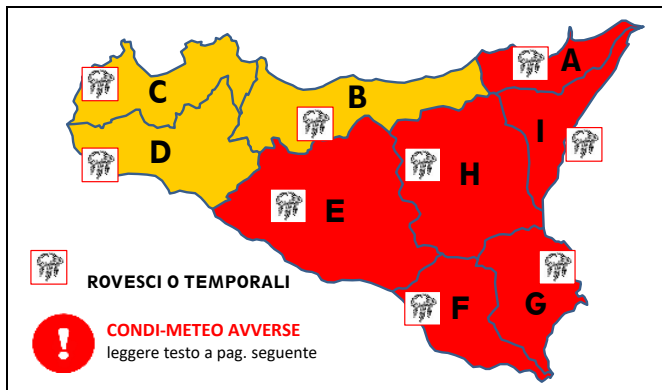 A
C
B
I
D
H
E
G
F
ROVESCI O TEMPORALI
!
CONDI-METEO AVVERSE
leggere testo a pag. seguente